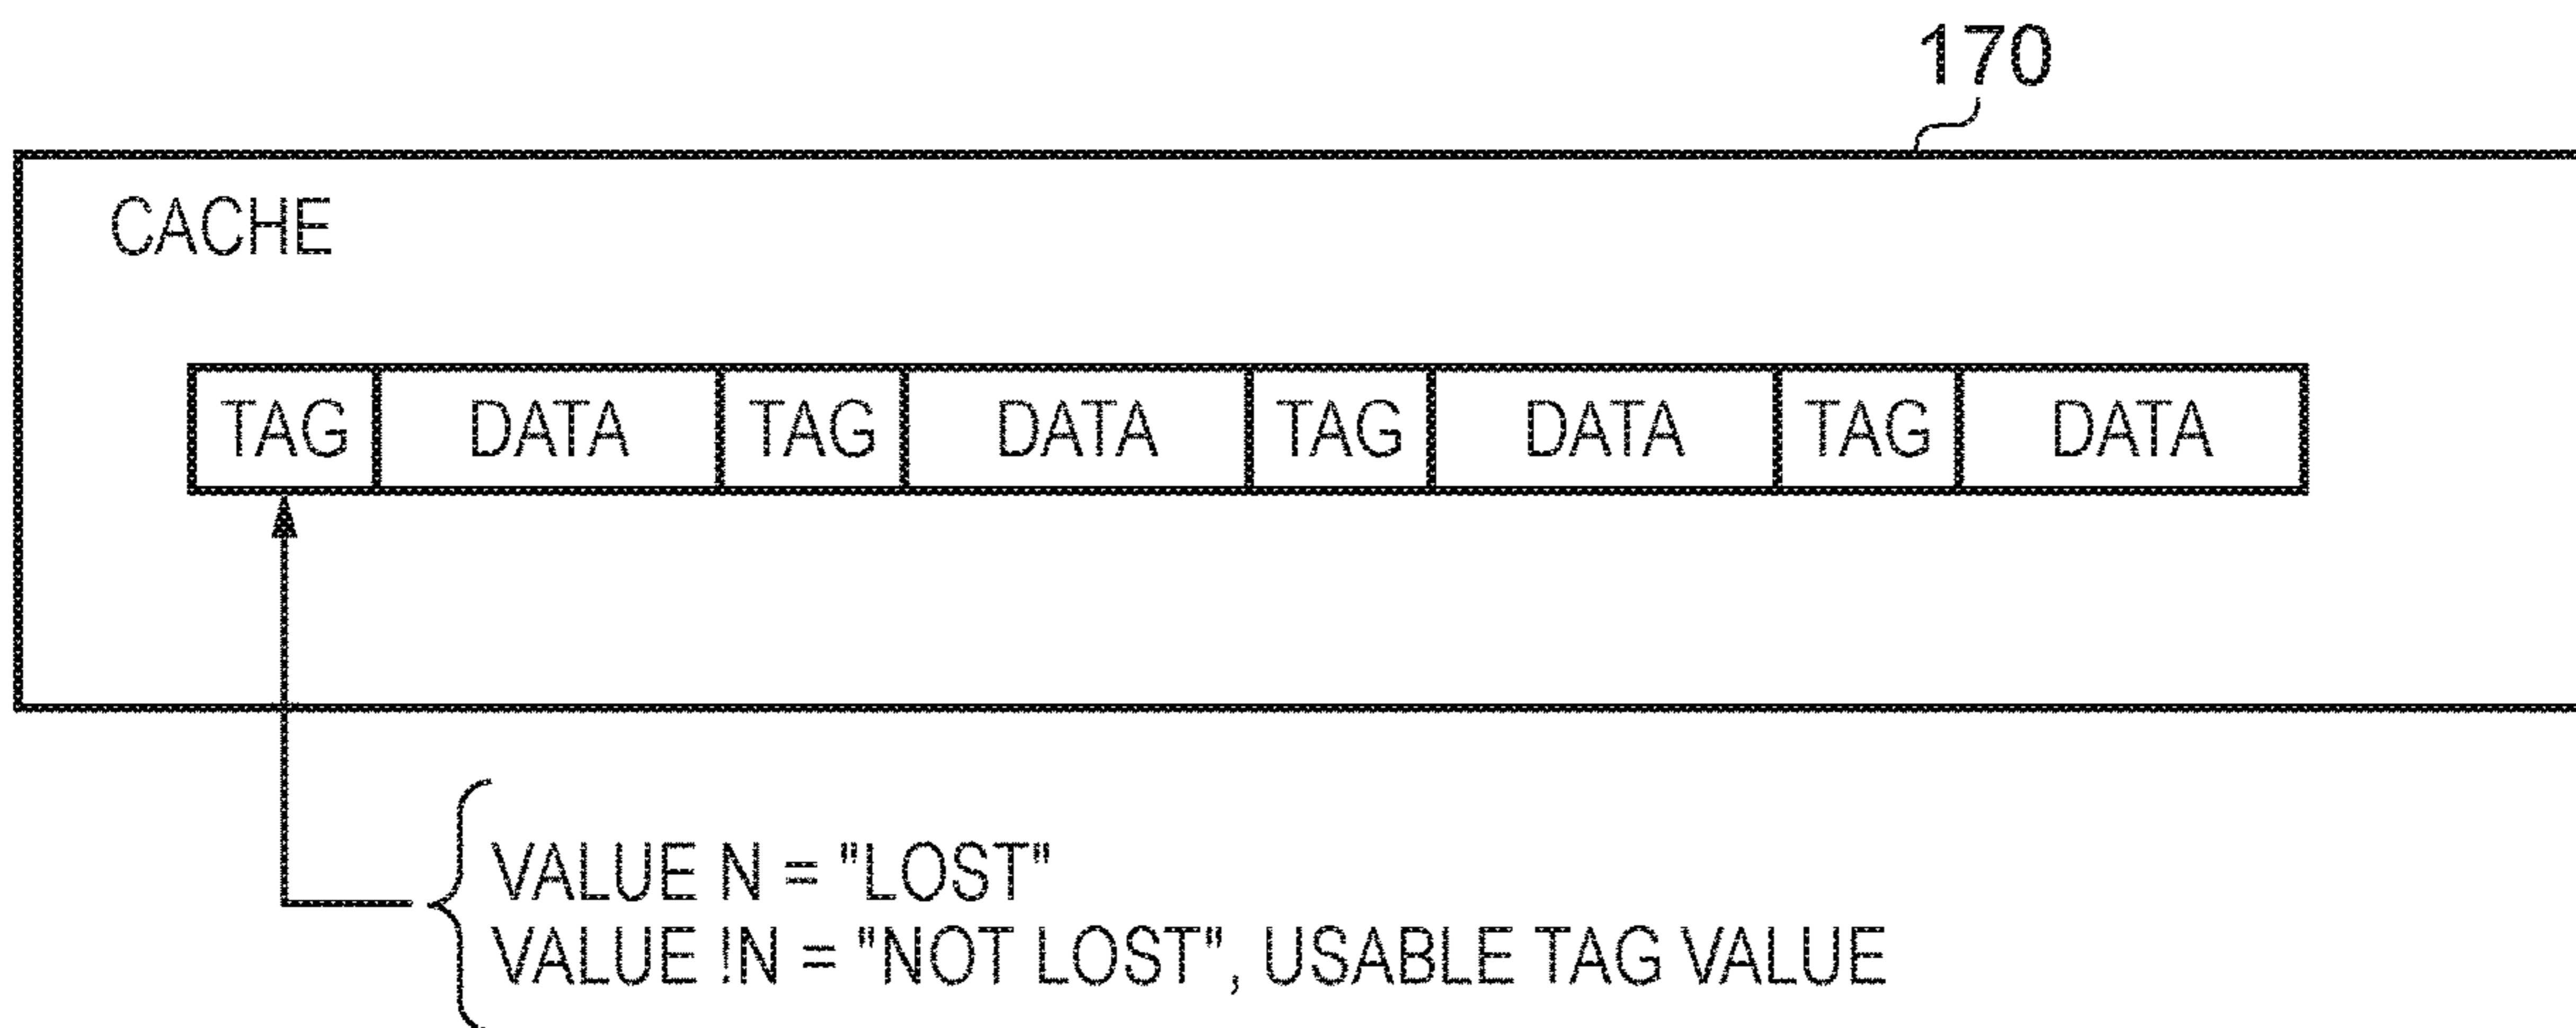 170
CACHE
TAG DATA TAG DATA TAG DATA TAG DATA
VALUE N = "LOST"
VALUE !N = "NOT LOST", USABLE TAG VALUE